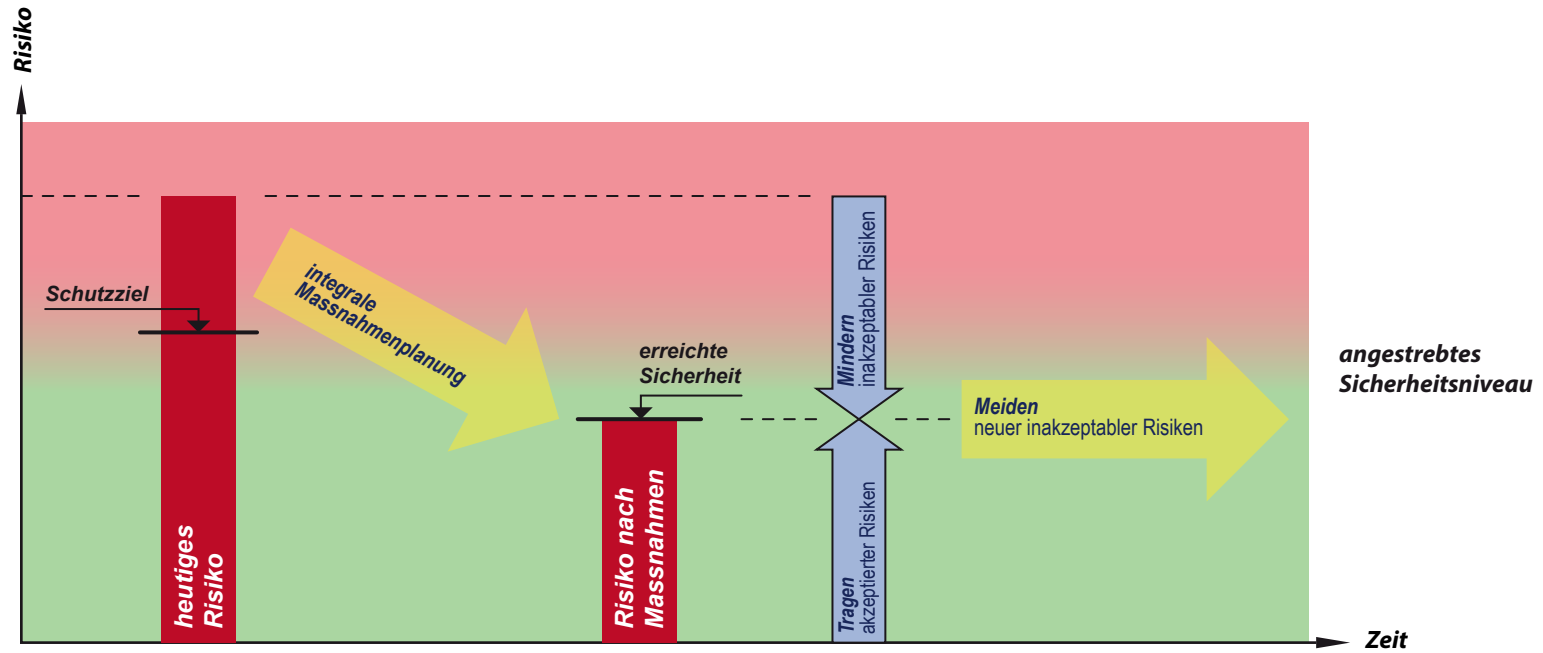 Risiko
Schutzziel
heutiges
Risiko
integrale
Massnahmenplanung
erreichte
Sicherheit
Risiko nach
Massnahmen
Mindern
inakzeptabler Risiken
Tragen
akzeptierter Risiken
Meiden
neuer inakzeptabler Risiken
angestrebtes
Sicherheitsniveau
Zeit